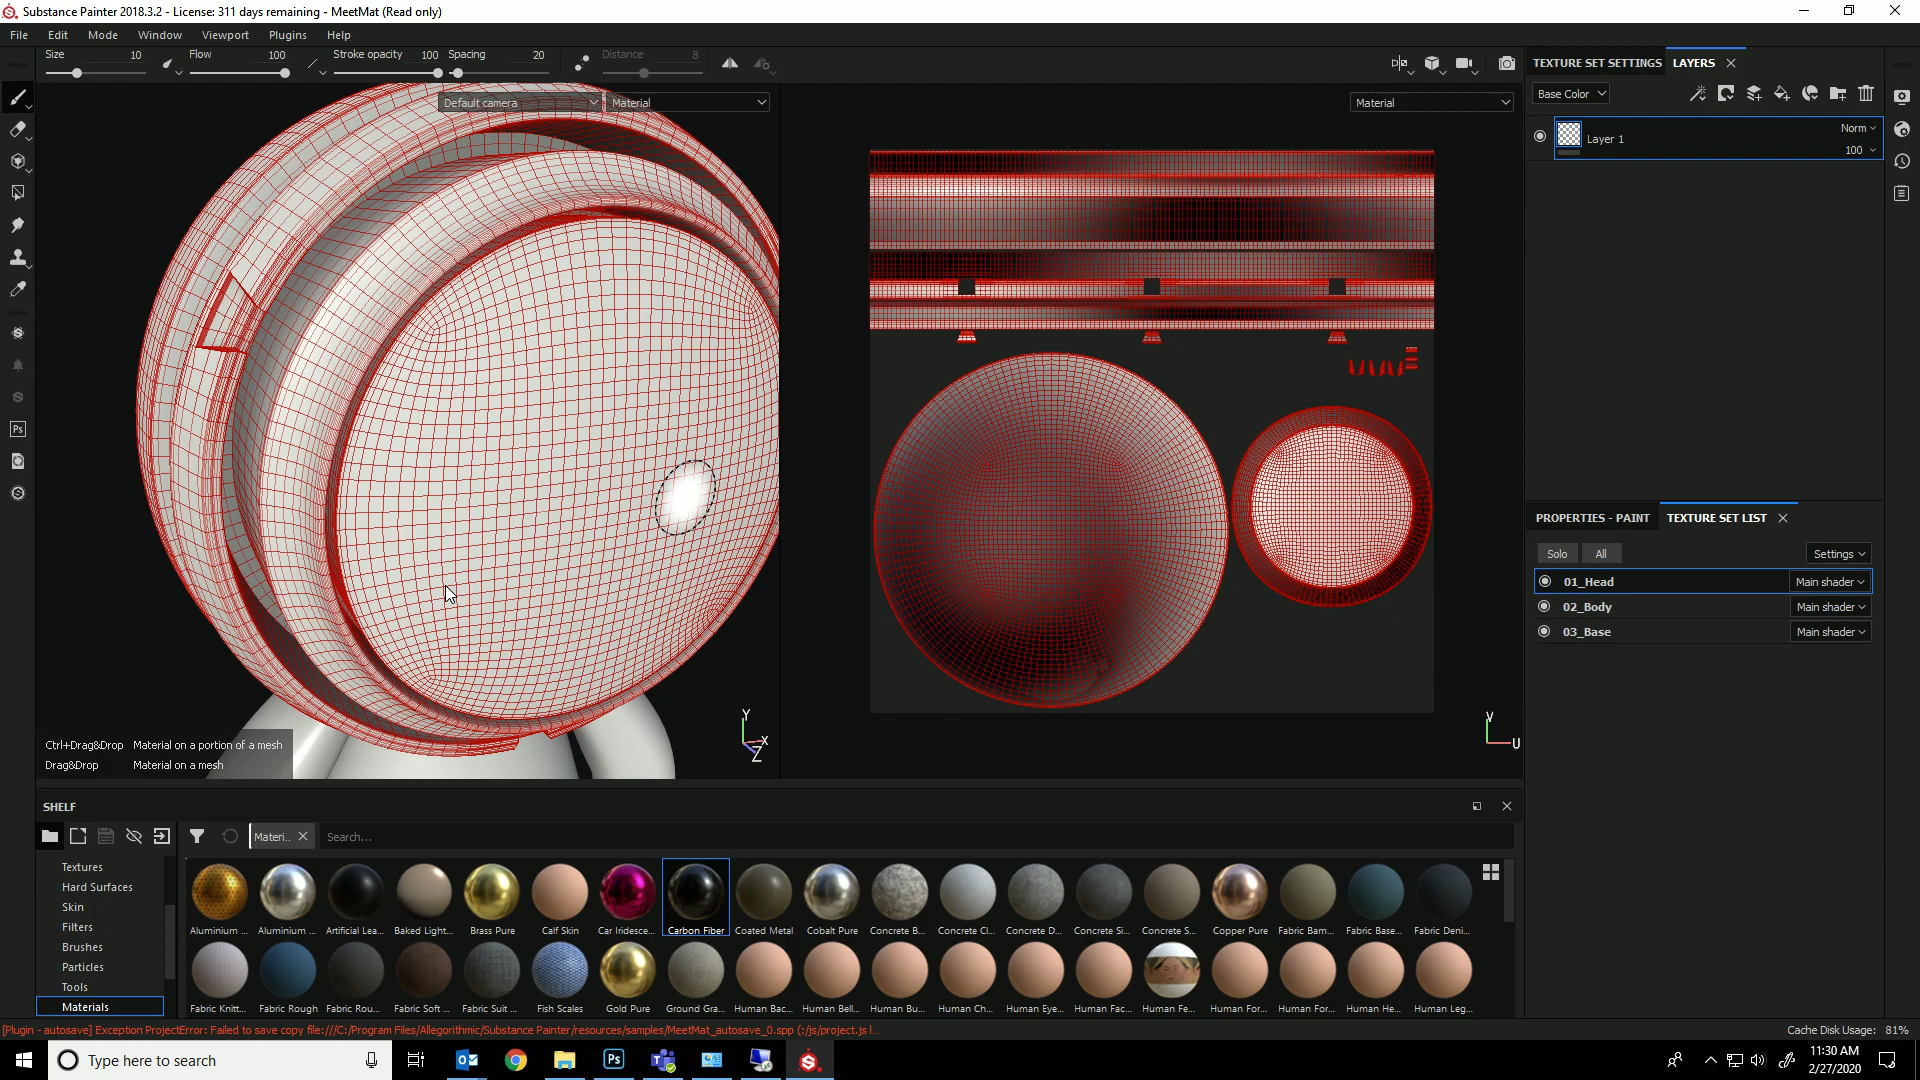 Substance Painter 2018.3.2 - License: 311 days remaining - MeetMat (Read only)
File Edit Mode Window Viewport Plugins Help
Size 10 Flow 100 Stroke opacity 100 Spacing 20 Distance 8
Default camera Material Material
TEXTURE SET SETTINGS LAYERS
Base Color
Layer 1 Norm
100
Ps
Y
X
Z
V
U
Ctrl+Drag&Drop Material on a portion of a mesh
Drag&Drop Material on a mesh
PROPERTIES - PAINT TEXTURE SET LIST
Solo All Settings
01_Head Main shader
02_Body Main shader
03_Base Main shader
SHELF
Materi.. Search...
Textures
Hard Surfaces
Skin
Filters
Brushes
Particles
Tools
Materials
Aluminium ... Aluminium ... Artificial Lea... Baked Light... Brass Pure Calf Skin Car Iridesce... Carbon Fiber Coated Metal Cobalt Pure Concrete B... Concrete Cl... Concrete D... Concrete Si... Concrete S... Copper Pure Fabric Bam... Fabric Base... Fabric Deni...
Fabric Knitt... Fabric Rough Fabric Rou... Fabric Soft ... Fabric Suit ... Fish Scales Gold Pure Ground Gra... Human Bac... Human Bell... Human Bu... Human Ch... Human Eye... Human Fac... Human Fe... Human For... Human For... Human He... Human Leg...
[Plugin - autosave] Exception ProjectError: Failed to save copy file:///C:/Program Files/Allegorithmic/Substance Painter/resources/samples/MeetMat_autosave_0.spp (:/js/project.js l...
Cache Disk Usage: 81%
Type here to search
Ps
11:30 AM
2/27/2020